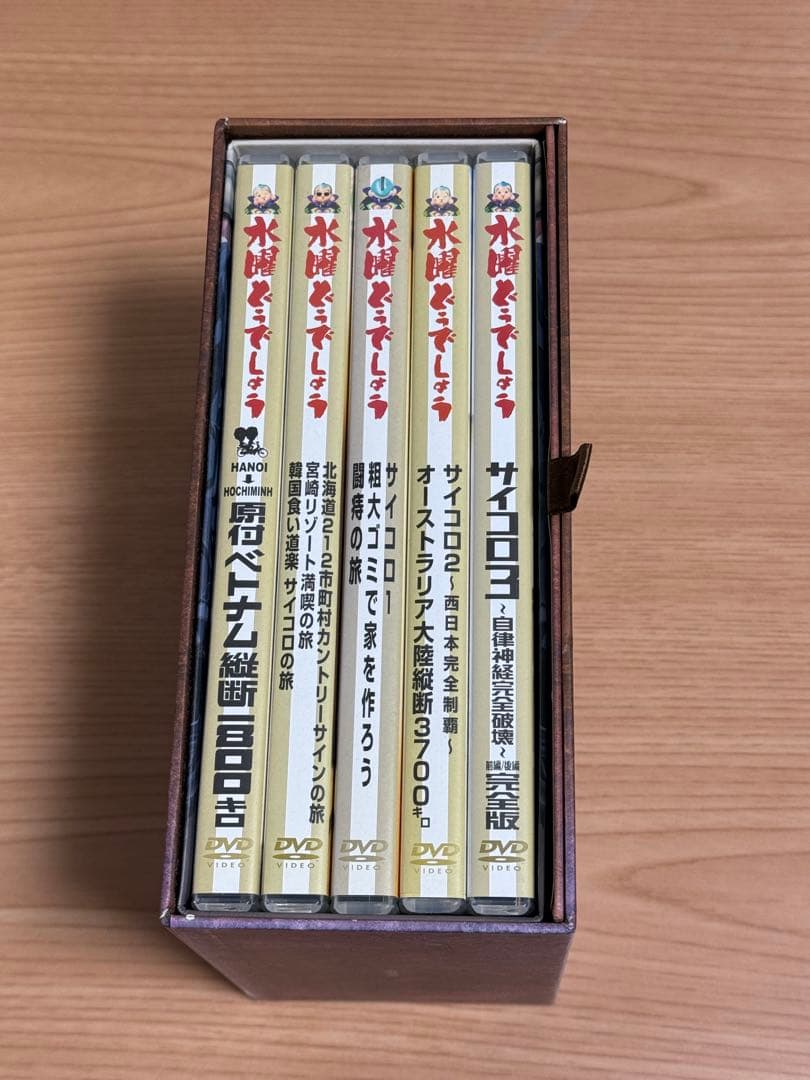 水曜どうでしょう
HANOI
HOCHIMINH
原付ベトナム縦断1800キロ
DVD
VIDEO
水曜どうでしょう
北海道212市町村カントリーサインの旅
宮崎リゾート満喫の旅
韓国食い道楽サイコロの旅
DVD
VIDEO
水曜どうでしょう
サイコロ1
粗大ゴミで家を作ろう
闘痔の旅
DVD
VIDEO
水曜どうでしょう
サイコロ2～西日本完全制覇～
オーストラリア大陸縦断3700キロ
DVD
VIDEO
水曜どうでしょう
サイコロ3
～自律神経完全破壊～
前編/後編
完全版
DVD
VIDEO